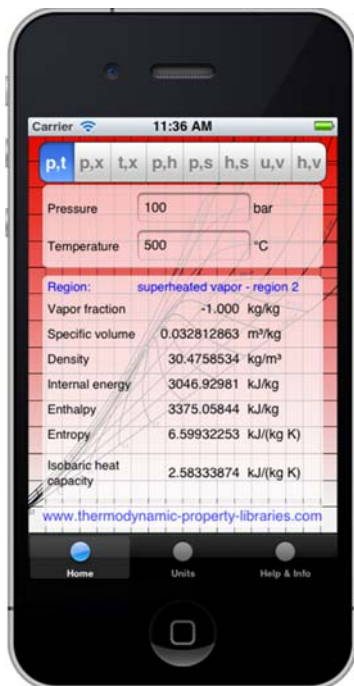 Carrier 11:36 AM
p,t p,x t,x p,h p,s h,s u,v h,v
Pressure 100 bar
Temperature 500 °C
Region: superheated vapor - region 2
Vapor fraction -1.000 kg/kg
Specific volume 0.032812863 m³/kg
Density 30.4758534 kg/m³
Internal energy 3046.92981 kJ/kg
Enthalpy 3375.05844 kJ/kg
Entropy 6.59932253 kJ/(kg K)
Isobaric heat
capacity 2.58333874 kJ/(kg K)
www.thermodynamic-property-libraries.com
Home Units Help & Info